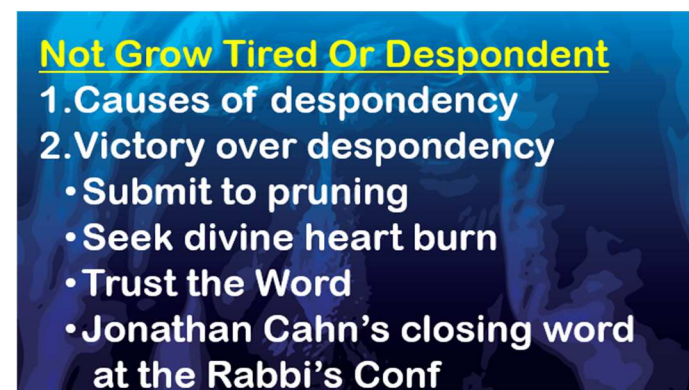 Not Grow Tired Or Despondent
1.Causes of despondency
2.Victory over despondency
•Submit to pruning
•Seek divine heart burn
•Trust the Word
•Jonathan Cahn's closing word
at the Rabbi's Conf